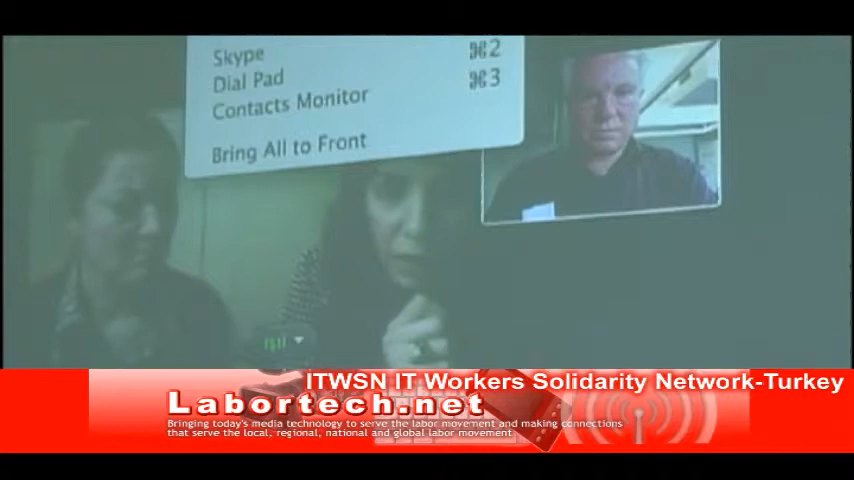 Skype ⌘2
Dial Pad ⌘3
Contacts Monitor
Bring All to Front
ITWSN IT Workers Solidarity Network-Turkey
Labortech.net
Bringing today's media technology to serve the labor movement and making connections
that serve the local, regional, national and global labor movement